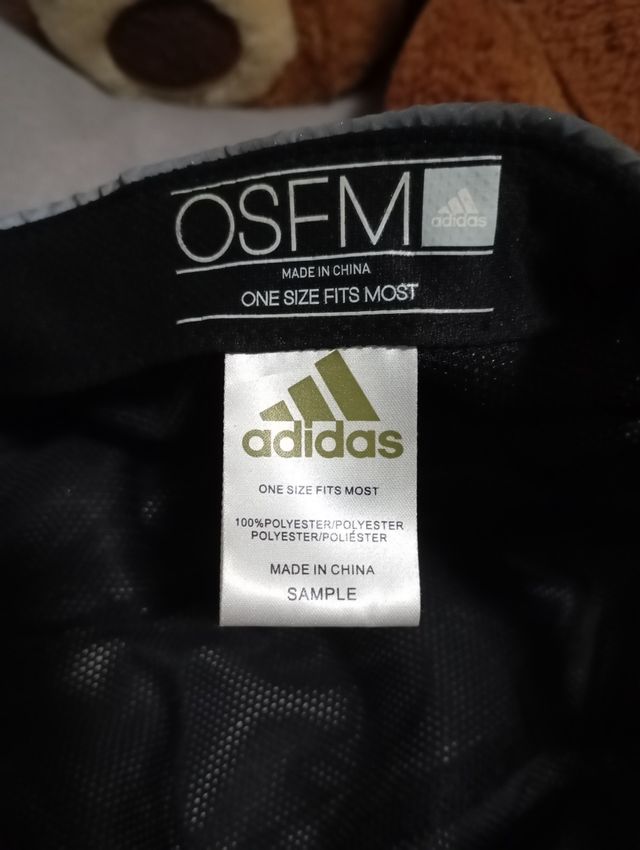 OSFM
adidas
MADE IN CHINA
ONE SIZE FITS MOST
adidas
ONE SIZE FITS MOST
100%POLYESTER/POLYESTER
POLYESTER/POLIÉSTER
MADE IN CHINA
SAMPLE